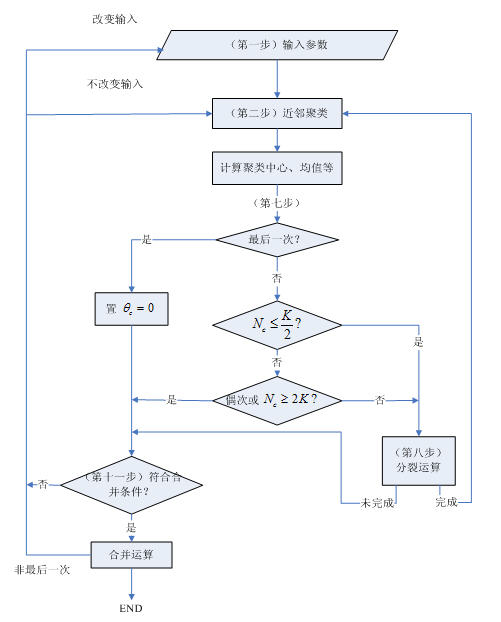 改变输入
（第一步）输入参数
不改变输入
（第二步）近邻聚类
计算聚类中心、均值等
（第七步）
是
最后一次？
否
置 θc = 0
Nc ≤ K/2 ?
是
否
是
偶次或 Nc ≥ 2K ?
否
（第八步）
分裂运算
（第十一步）符合合
并条件？
否
未完成
完成
是
合并运算
非最后一次
END